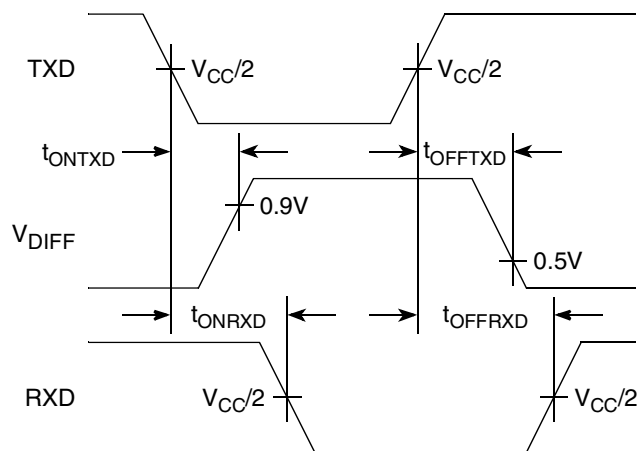 TXD
V_CC/2
V_CC/2
t_ONTXD
t_OFFTXD
V_DIFF
0.9V
0.5V
t_ONRXD
t_OFFRXD
RXD
V_CC/2
V_CC/2